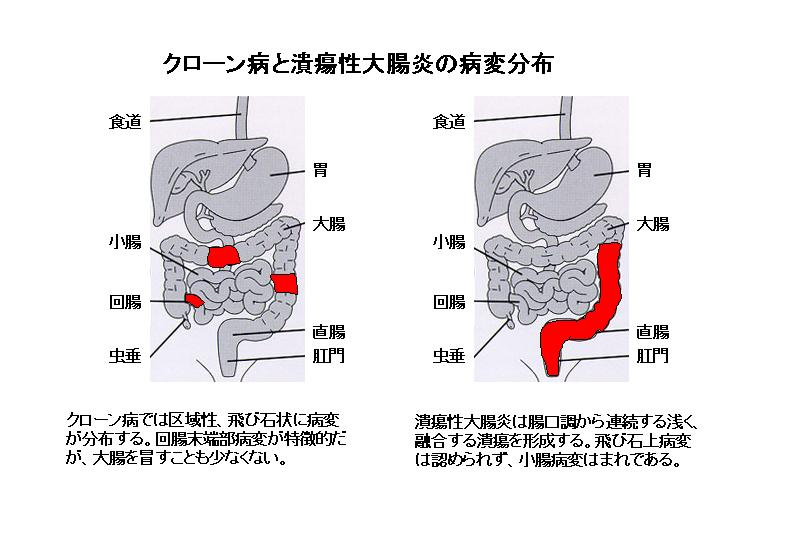 クローン病と潰瘍性大腸炎の病変分布
食道
胃
大腸
小腸
回腸
直腸
虫垂
肛門
食道
胃
大腸
小腸
回腸
直腸
虫垂
肛門
クローン病では区域性、飛び石状に病変
が分布する。回腸末端部病変が特徴的だ
が、大腸を冒すことも少なくない。
潰瘍性大腸炎は腸口調から連続する浅く、
融合する潰瘍を形成する。飛び石上病変
は認められず、小腸病変はまれである。